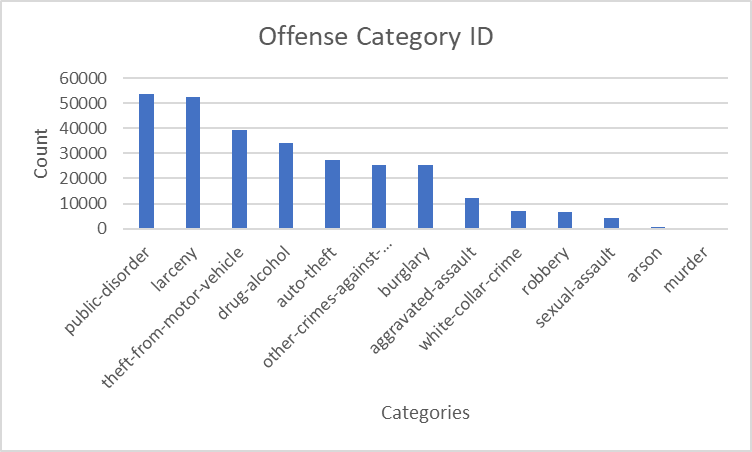 Offense Category ID
Count
60000
50000
40000
30000
20000
10000
0
public-disorder
larceny
theft-from-motor-vehicle
drug-alcohol
auto-theft
other-crimes-against-…
burglary
aggravated-assault
white-collar-crime
robbery
sexual-assault
arson
murder
Categories